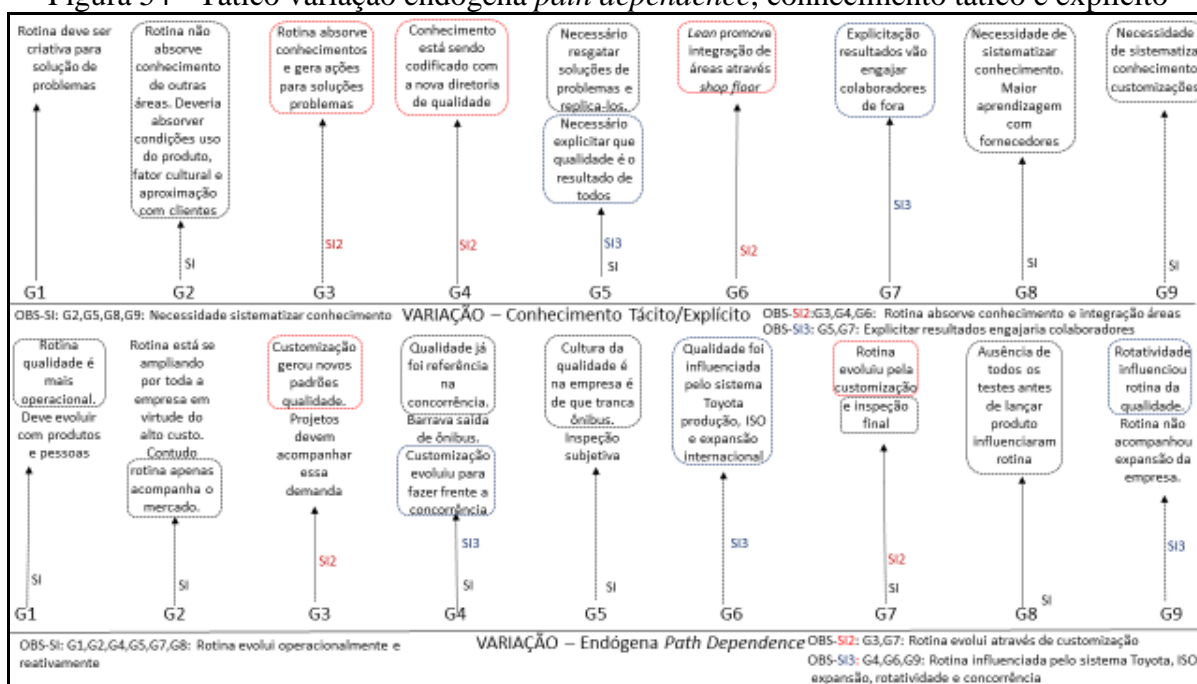 Figura 34 - Tático variação endógena path dependence, conhecimento tático e explícito
Rotina deve ser
criativa para
solução de
problemas
Rotina não
absorve
conhecimento
de outras
áreas. Deveria
absorver
condições uso
do produto,
fator cultural e
aproximação
com clientes
Rotina absorve
conhecimentos
e gera ações
para soluções
problemas
Conhecimento
está sendo
codificado com
a nova diretoria
de qualidade
Necessário
resgatar
soluções de
problemas e
replica-los.
Necessário
explicitar que
qualidade é o
resultado de
todos
Lean promove
integração de
áreas através
shop floor
Explicitação
resultados vão
engajar
colaboradores
de fora
Necessidade de
sistematizar
conhecimento.
Maior
aprendizagem
com
fornecedores
Necessidade
de sistematiza
conhecimento
customizações
SI
SI2
SI2
SI3
SI
SI2
SI3
SI
SI
G1 G2 G3 G4 G5 G6 G7 G8 G9
OBS-SI: G2,G5,G8,G9: Necessidade sistematizar conhecimento
VARIAÇÃO – Conhecimento Tácito/Explícito
OBS-SI2:G3,G4,G6: Rotina absorve conhecimento e integração áreas
OBS-SI3: G5,G7: Explicitar resultados engajaria colaboradores
Rotina
qualidade é
mais
operacional.
Deve evoluir
com produtos
e pessoas
Rotina está se
ampliando
por toda a
empresa em
virtude do
alto custo.
Contudo
rotina apenas
acompanha o
mercado.
Customização
gerou novos
padrões
qualidade.
Projetos
devem
acompanhar
essa
demanda
Qualidade já
foi referência
na
concorrência.
Barrava saída
de ônibus.
Customização
evoluiu para
fazer frente a
concorrência
Cultura da
qualidade é
na empresa é
de que tranca
ônibus.
Inspeção
subjetiva
Qualidade foi
influenciada
pelo sistema
Toyota
produção, ISO
e expansão
internacional
Rotina
evoluiu pela
customização
e inspeção
final
Ausência de
todos os
testes antes
de lançar
produto
influenciaram
rotina
Rotatividade
influenciou
rotina da
qualidade.
Rotina não
acompanhou
expansão da
empresa.
SI
SI
SI2
SI3
SI
SI
SI3
SI2
SI
SI
SI3
G1 G2 G3 G4 G5 G6 G7 G8 G9
OBS-SI: G1,G2,G4,G5,G7,G8: Rotina evolui operacionalmente e
reativamente
VARIAÇÃO – Endógena Path Dependence
OBS-SI2: G3,G7: Rotina evolui através de customização
OBS-SI3: G4,G6,G9: Rotina influenciada pelo sistema Toyota, ISO
expansão, rotatividade e concorrência